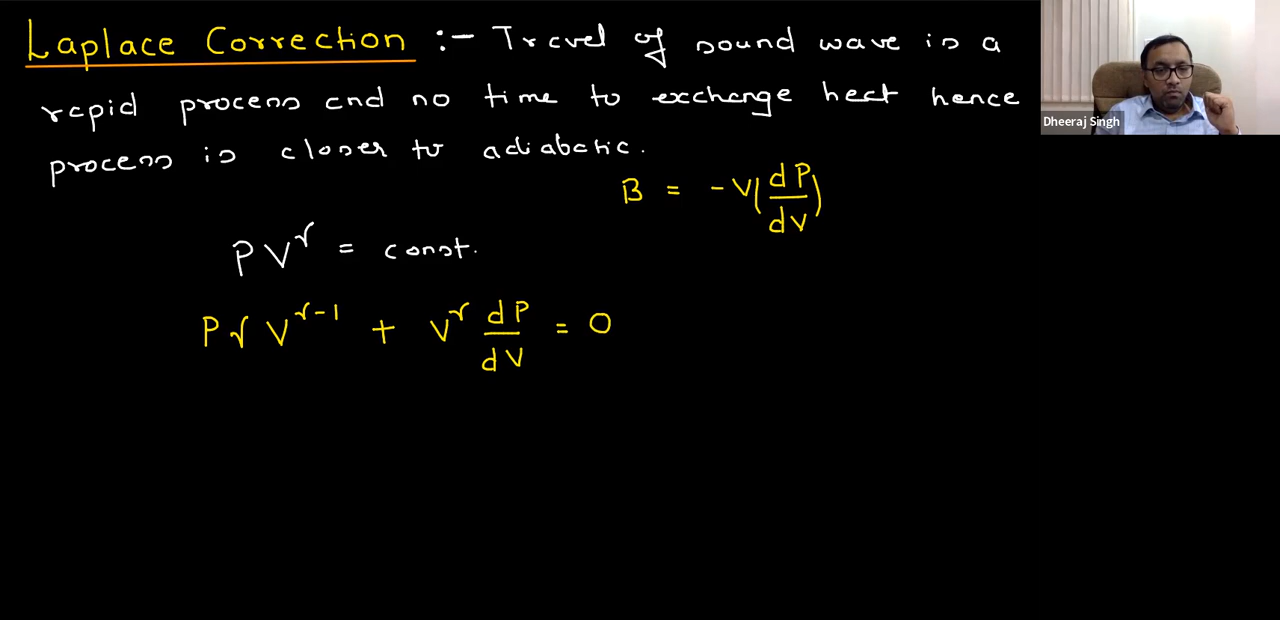 Laplace Correction :- Travel of sound wave is a
rapid process and no time to exchange heat hence
process is closer to adiabatic.
B = -V(dP/dV)
PV^γ = const.
PγV^γ-1 + V^γ dP/dV = 0
Dheeraj Singh